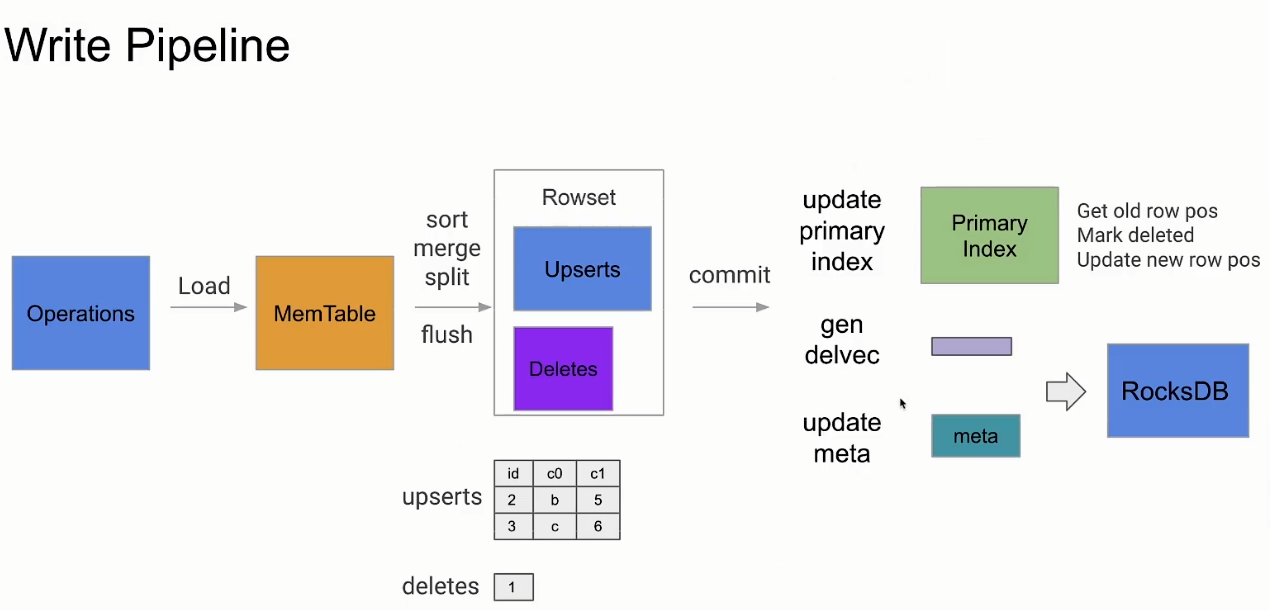 Write Pipeline
Operations
Load
MemTable
sort
merge
split
flush
Rowset
Upserts
Deletes
commit
update
primary
index
Primary
Index
Get old row pos
Mark deleted
Update new row pos
gen
delvec
update
meta
meta
RocksDB
upserts
id c0 c1
2 b 5
3 c 6
deletes
1